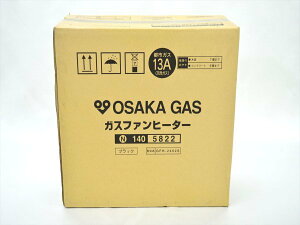 都市ガス
13A
OSAKA GAS
ガスファンヒーター
N 140 5822
ブラック